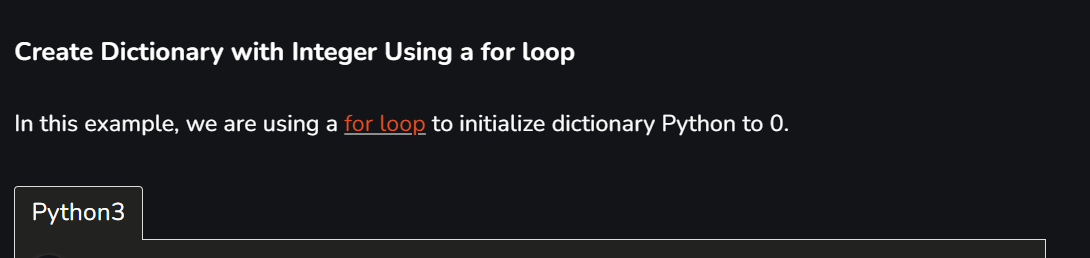 Create Dictionary with Integer Using a for loop
In this example, we are using a for loop to initialize dictionary Python to 0.
Python3